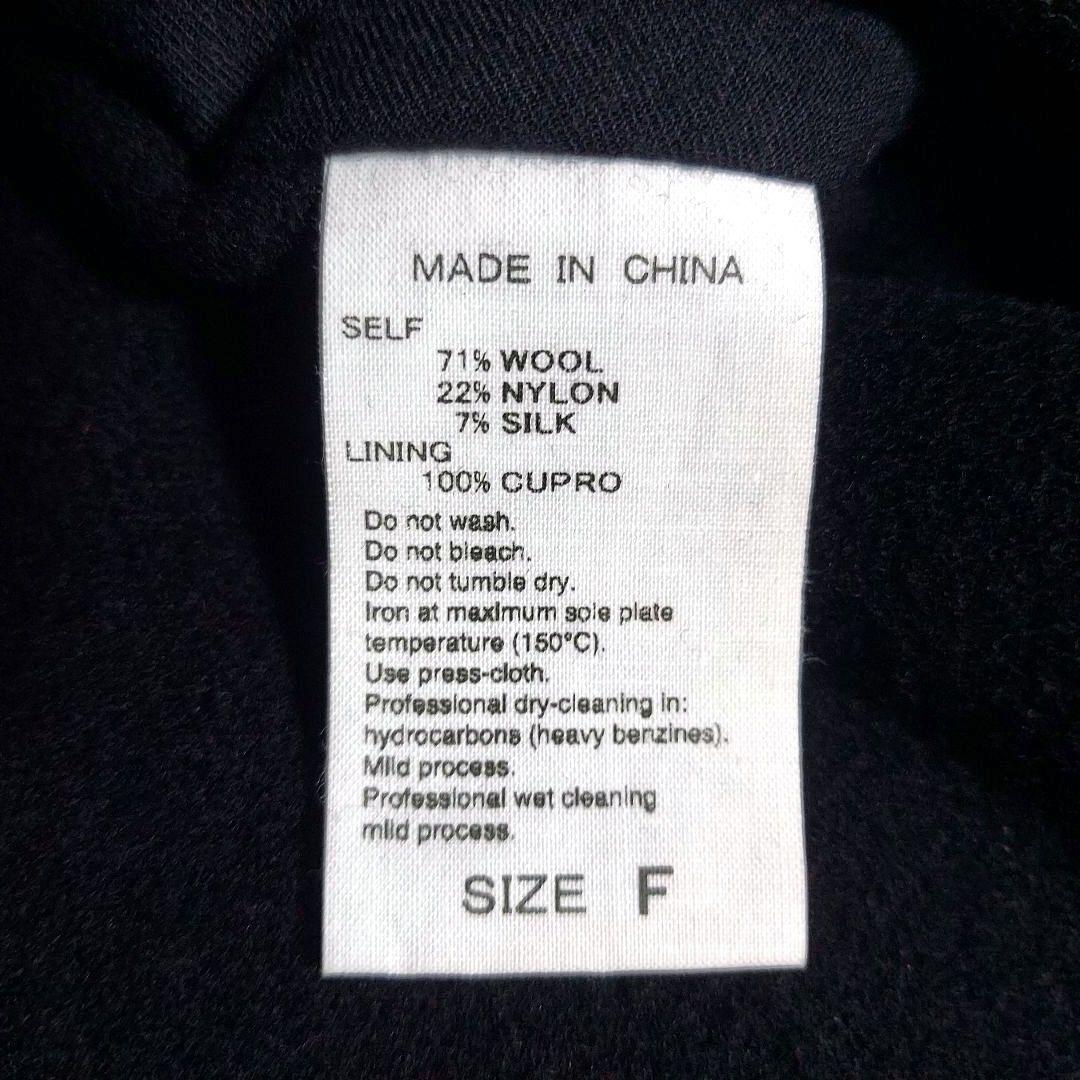 MADE IN CHINA
SELF
71% WOOL
22% NYLON
7% SILK
LINING
100% CUPRO
Do not wash.
Do not bleach.
Do not tumble dry.
Iron at maximum sole plate
temperature (150°C).
Use press-cloth.
Professional dry-cleaning in:
hydrocarbons (heavy benzines).
Mild process.
Professional wet cleaning
mild process.
SIZE F